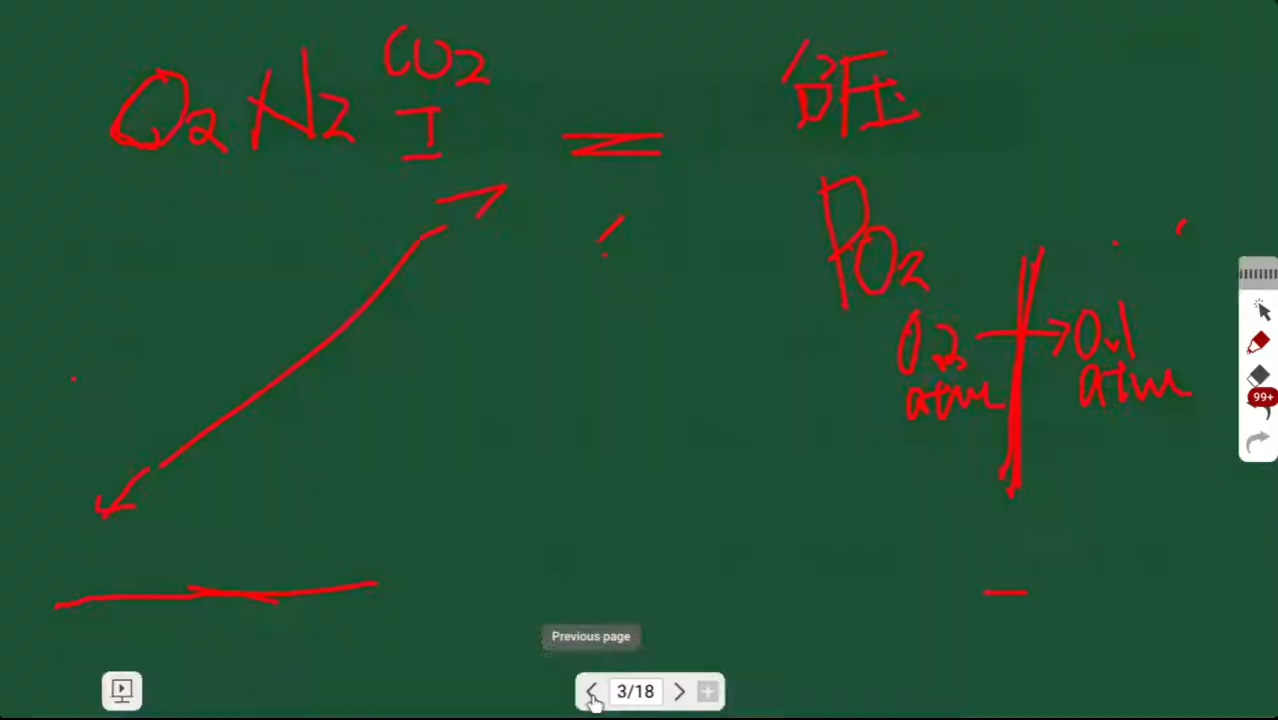 CO2
O2 N2
I
分压
PO2
0.2 → 0.1
atm atm
Previous page
3/18
99+